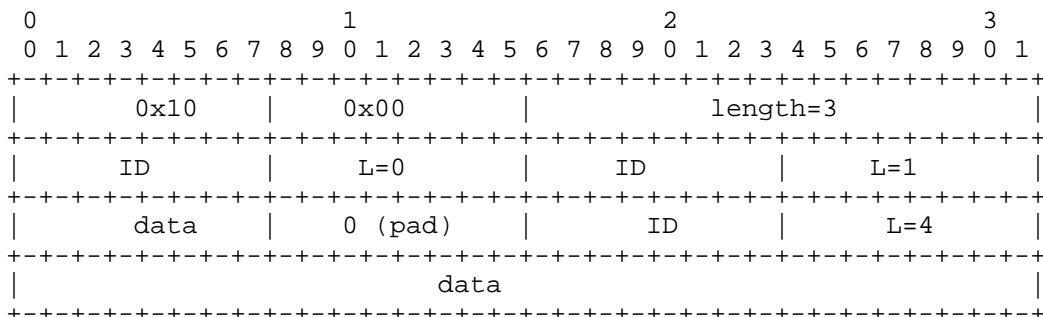 0                   1                   2                   3
 0 1 2 3 4 5 6 7 8 9 0 1 2 3 4 5 6 7 8 9 0 1 2 3 4 5 6 7 8 9 0 1
+-+-+-+-+-+-+-+-+-+-+-+-+-+-+-+-+-+-+-+-+-+-+-+-+-+-+-+-+-+-+-+-+
|       0x10    |    0x00       |           length=3            |
+-+-+-+-+-+-+-+-+-+-+-+-+-+-+-+-+-+-+-+-+-+-+-+-+-+-+-+-+-+-+-+-+
|      ID       |     L=0       |     ID        |     L=1       |
+-+-+-+-+-+-+-+-+-+-+-+-+-+-+-+-+-+-+-+-+-+-+-+-+-+-+-+-+-+-+-+-+
|       data    |    0 (pad)    |       ID      |      L=4      |
+-+-+-+-+-+-+-+-+-+-+-+-+-+-+-+-+-+-+-+-+-+-+-+-+-+-+-+-+-+-+-+-+
|                          data                                 |
+-+-+-+-+-+-+-+-+-+-+-+-+-+-+-+-+-+-+-+-+-+-+-+-+-+-+-+-+-+-+-+-+